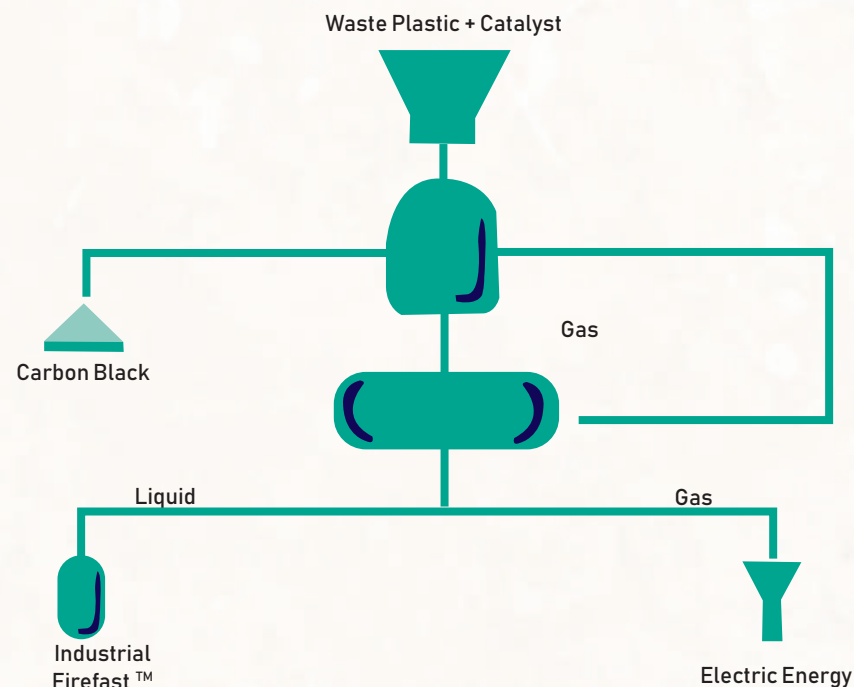 Waste Plastic + Catalyst
Gas
Carbon Black
Liquid
Gas
Industrial
Firefast ™
Electric Energy